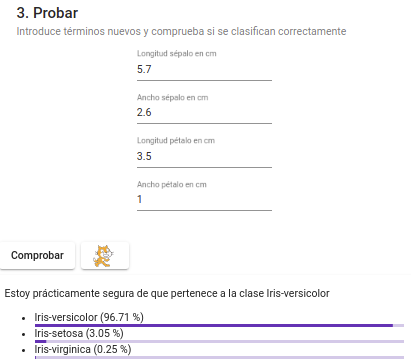 3. Probar
Introduce términos nuevos y comprueba si se clasifican correctamente
Longitud sépalo en cm
5.7
Ancho sépalo en cm
2.6
Longitud pétalo en cm
3.5
Ancho pétalo en cm
1
Comprobar
Estoy prácticamente segura de que pertenece a la clase Iris-versicolor
Iris-versicolor (96.71 %)
Iris-setosa (3.05 %)
Iris-virginica (0.25 %)